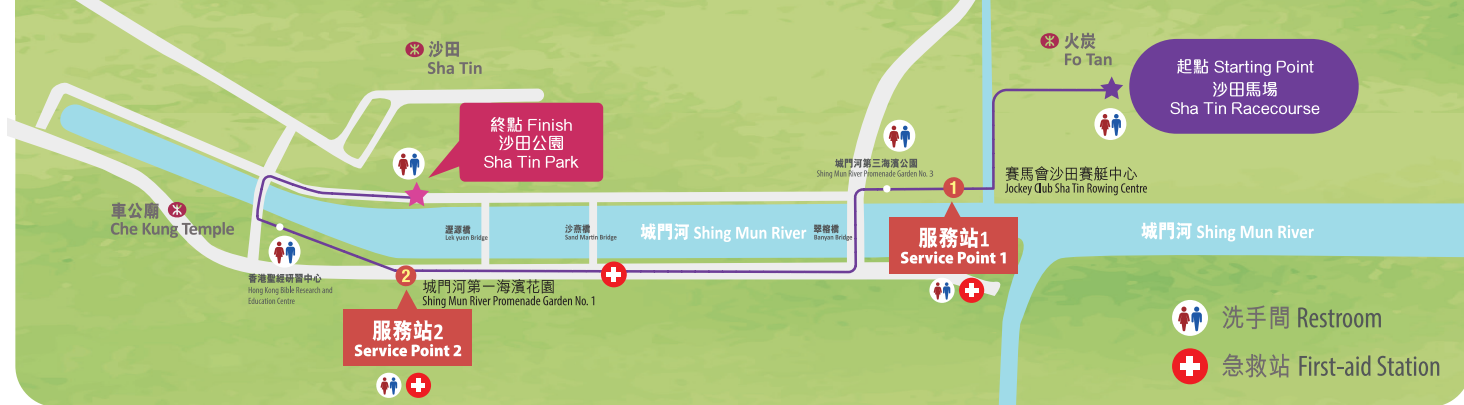 沙田
Sha Tin
火炭
Fo Tan
起點 Starting Point
沙田馬場
Sha Tin Racecourse
終點 Finish
沙田公園
Sha Tin Park
城門河第三海濱公園
Shing Mun River Promenade Garden No. 3
賽馬會沙田賽艇中心
Jockey Club Sha Tin Rowing Centre
1
車公廟
Che Kung Temple
瀝源橋
Lek yuen Bridge
沙燕橋
Sand Martin Bridge
城門河 Shing Mun River
翠榕橋
Banyan Bridge
服務站1
Service Point 1
城門河 Shing Mun River
香港聖經研習中心
Hong Kong Bible Research and
Education Centre
2
城門河第一海濱花園
Shing Mun River Promenade Garden No. 1
服務站2
Service Point 2
洗手間 Restroom
急救站 First-aid Station